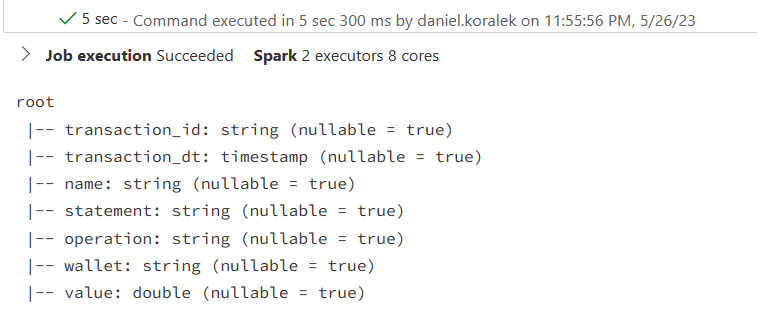 5 sec - Command executed in 5 sec 300 ms by daniel.koralek on 11:55:56 PM, 5/26/23
Job execution Succeeded Spark 2 executors 8 cores
root
|-- transaction_id: string (nullable = true)
|-- transaction_dt: timestamp (nullable = true)
|-- name: string (nullable = true)
|-- statement: string (nullable = true)
|-- operation: string (nullable = true)
|-- wallet: string (nullable = true)
|-- value: double (nullable = true)